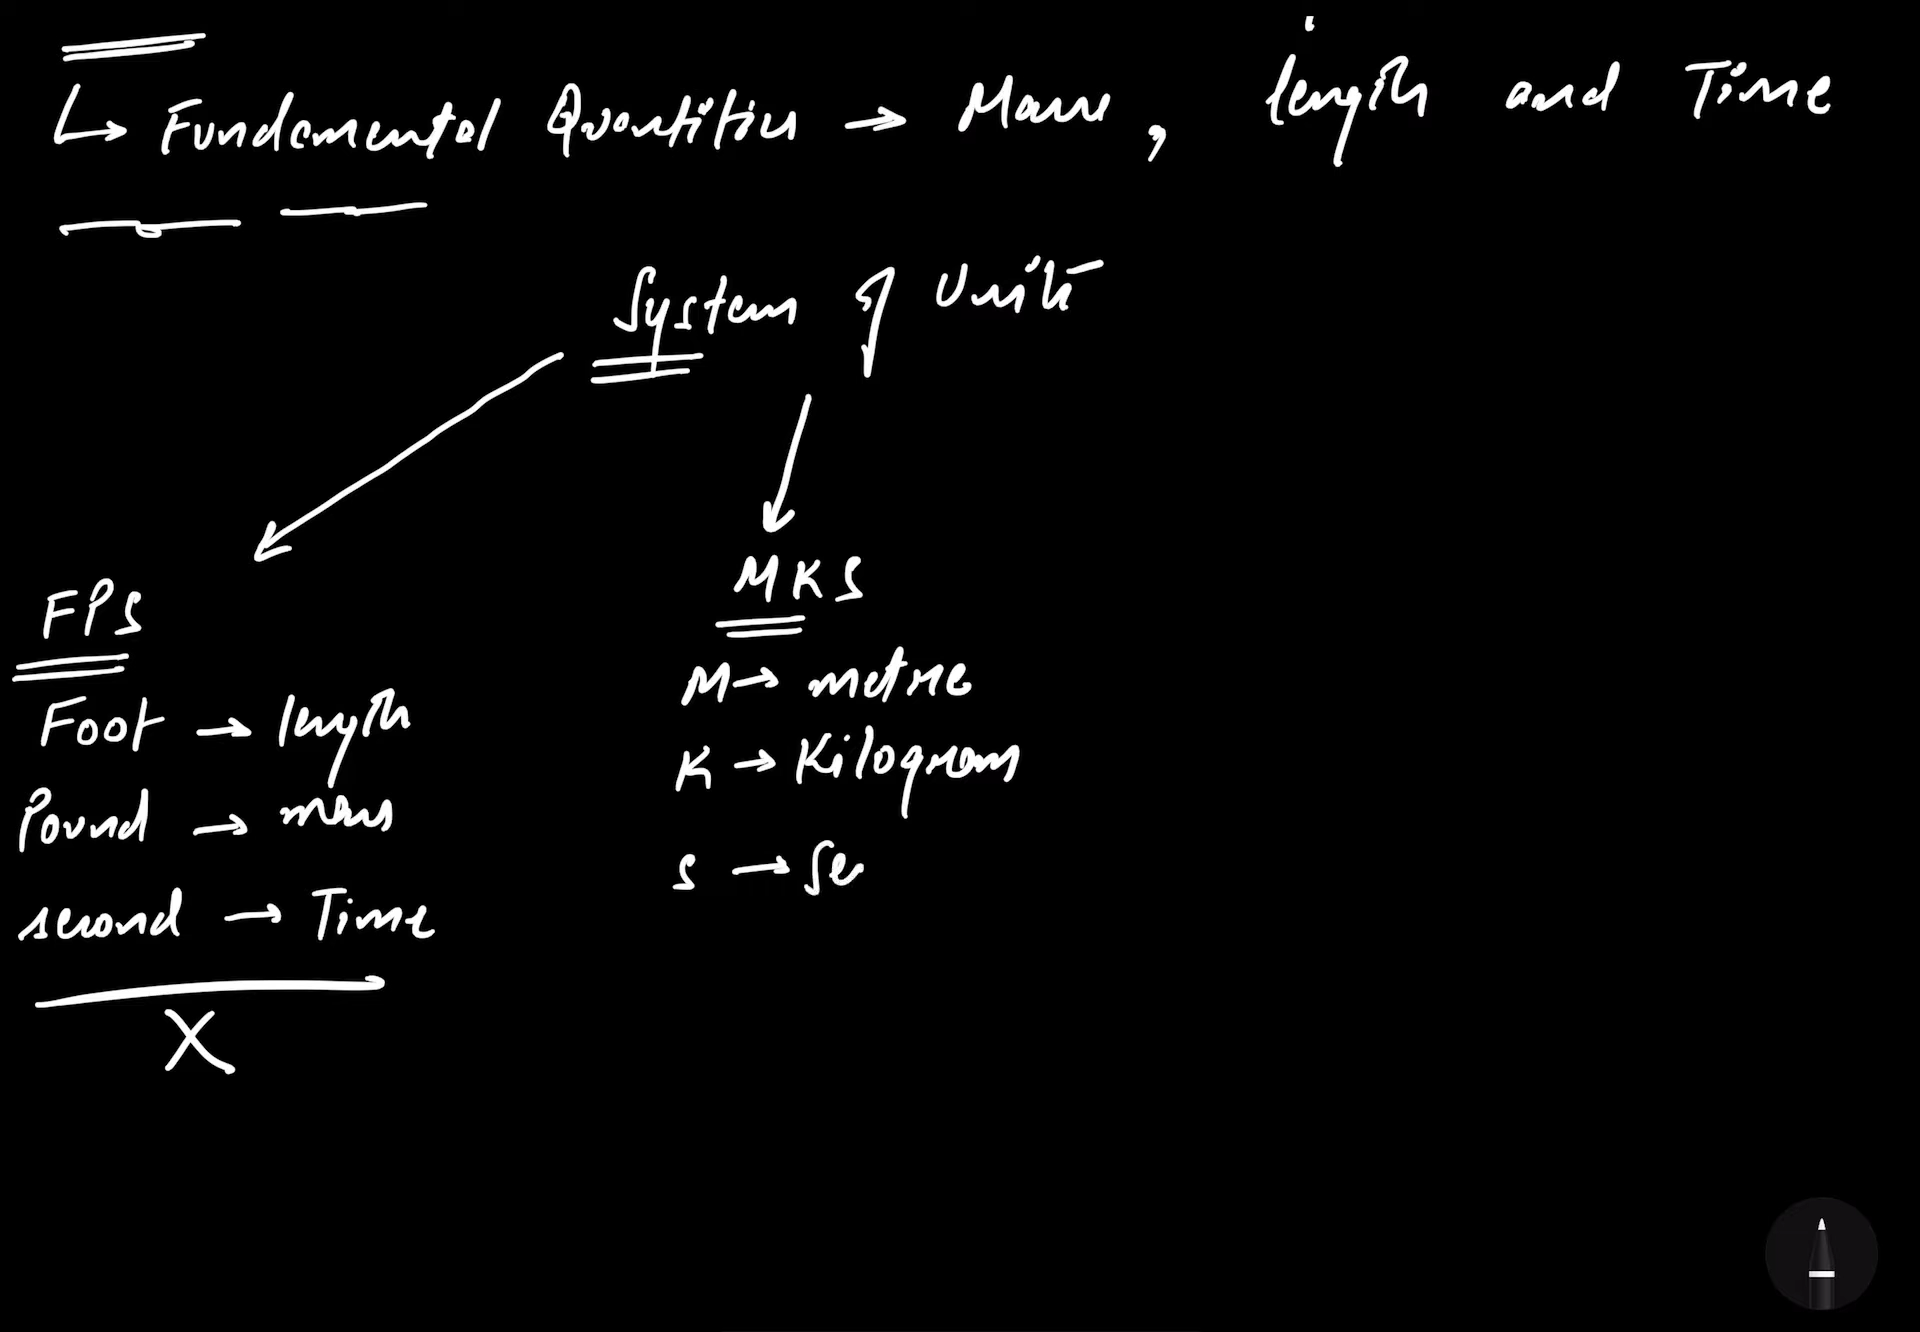 ↳ Fundamental Quantities → Mass, length and Time
System of Units
FPS
Foot → length
Pound → mass
second → Time
X
MKS
M → metre
K → Kilogram
S → Se